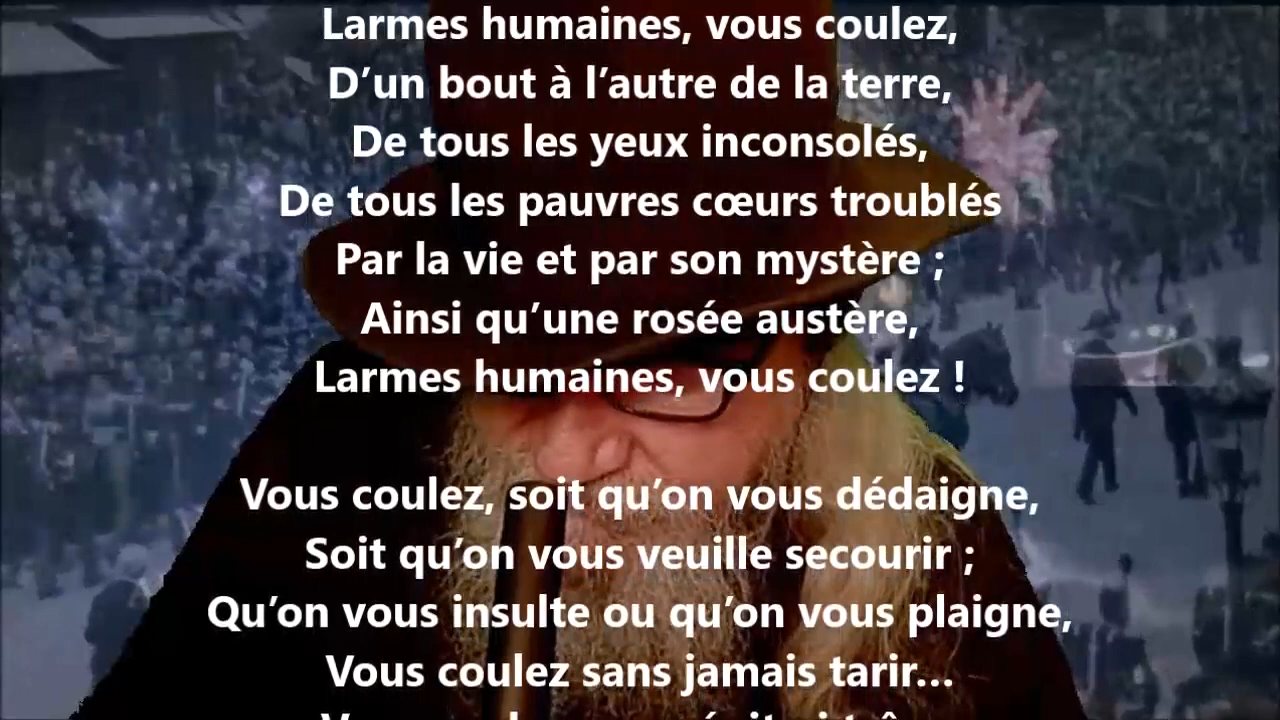 Larmes humaines, vous coulez,
D’un bout à l’autre de la terre,
De tous les yeux inconsolés,
De tous les pauvres cœurs troublés
Par la vie et par son mystère ;
Ainsi qu’une rosée austère,
Larmes humaines, vous coulez !
Vous coulez, soit qu’on vous dédaigne,
Soit qu’on vous veuille secourir ;
Qu’on vous insulte ou qu’on vous plaigne,
Vous coulez sans jamais tarir...